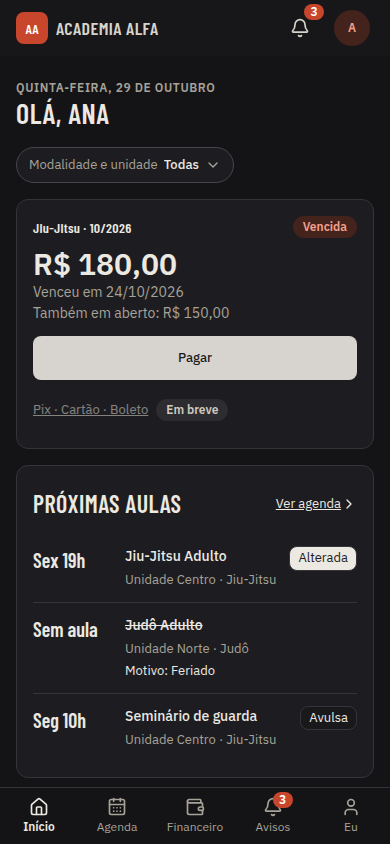 AA ACADEMIA ALFA 3 A
QUINTA-FEIRA, 29 DE OUTUBRO
OLÁ, ANA
Modalidade e unidade Todas
Jiu-Jitsu · 10/2026 Vencida
R$ 180,00
Venceu em 24/10/2026
Também em aberto: R$ 150,00
Pagar
Pix · Cartão · Boleto Em breve
PRÓXIMAS AULAS Ver agenda
Sex 19h Jiu-Jitsu Adulto Alterada
Unidade Centro · Jiu-Jitsu
Sem aula Judô Adulto
Unidade Norte · Judô
Motivo: Feriado
Seg 10h Seminário de guarda Avulsa
Unidade Centro · Jiu-Jitsu
3
Início Agenda Financeiro Avisos Eu